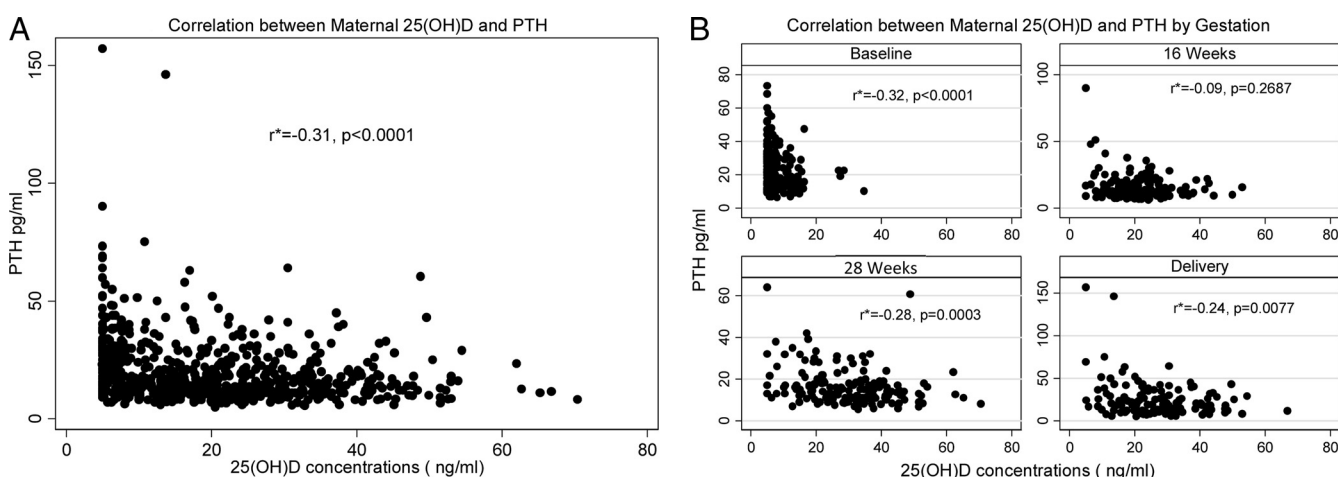 A
Correlation between Maternal 25(OH)D and PTH
150
100
50
0
PTH pg/ml
r*=-0.31, p<0.0001
0 20 40 60 80
25(OH)D concentrations ( ng/ml)
B
Correlation between Maternal 25(OH)D and PTH by Gestation
PTH pg/ml
Baseline
80
60
40
20
0
r*=-0.32, p<0.0001
0 20 40 60 80
16 Weeks
100
50
0
r*=-0.09, p=0.2687
0 20 40 60 80
28 Weeks
60
40
20
0
r*=-0.28, p=0.0003
0 20 40 60 80
Delivery
150
100
50
0
r*=-0.24, p=0.0077
0 20 40 60 80
25(OH)D concentrations ( ng/ml)